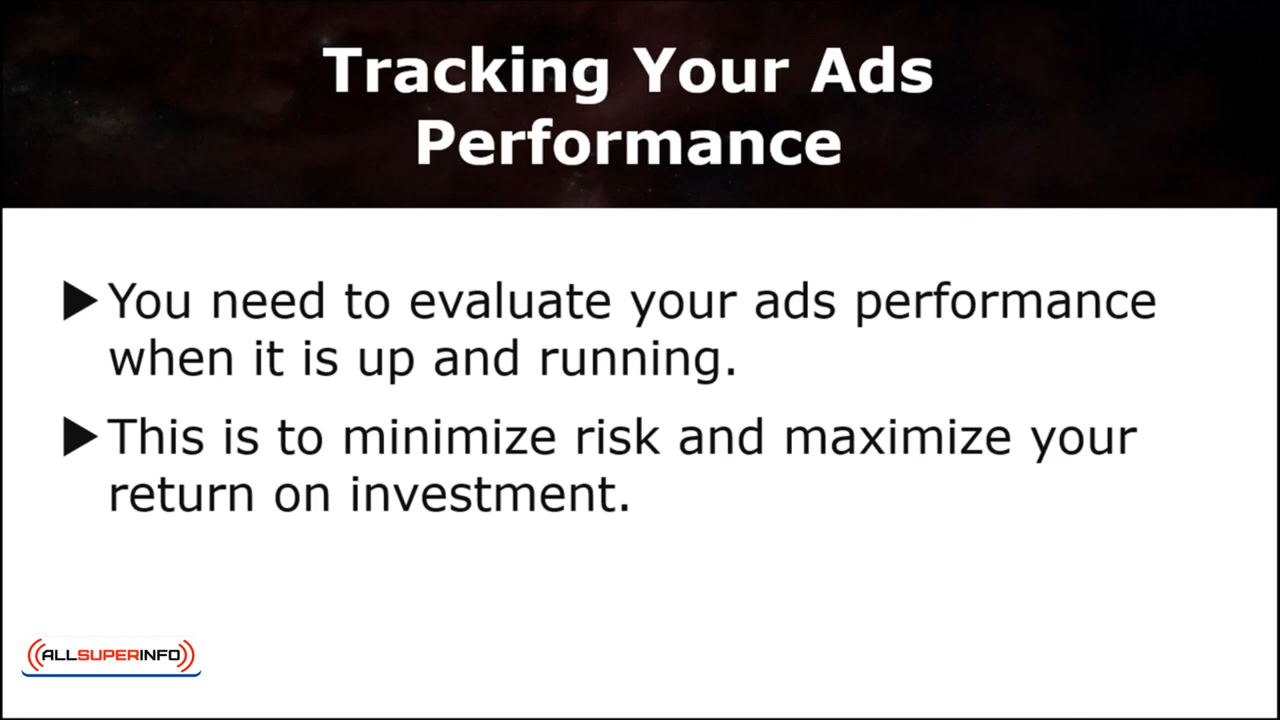 Tracking Your Ads
Performance
You need to evaluate your ads performance
when it is up and running.
This is to minimize risk and maximize your
return on investment.
ALLSUPERINFO